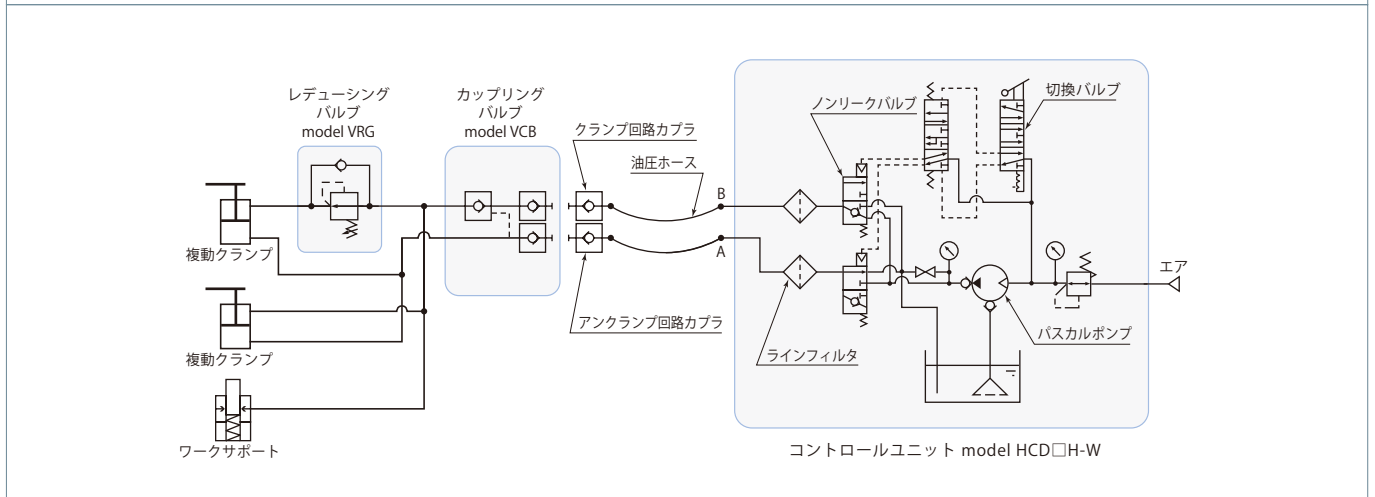 レデューシング
バルブ
model VRG
カップリング
バルブ
model VCB
クランプ回路カプラ
油圧ホース
ノンリークバルブ
切換バルブ
B
A
複動クランプ
複動クランプ
アンクランプ回路カプラ
ラインフィルタ
エア
パスカルポンプ
ワークサポート
コントロールユニット model HCD□H-W